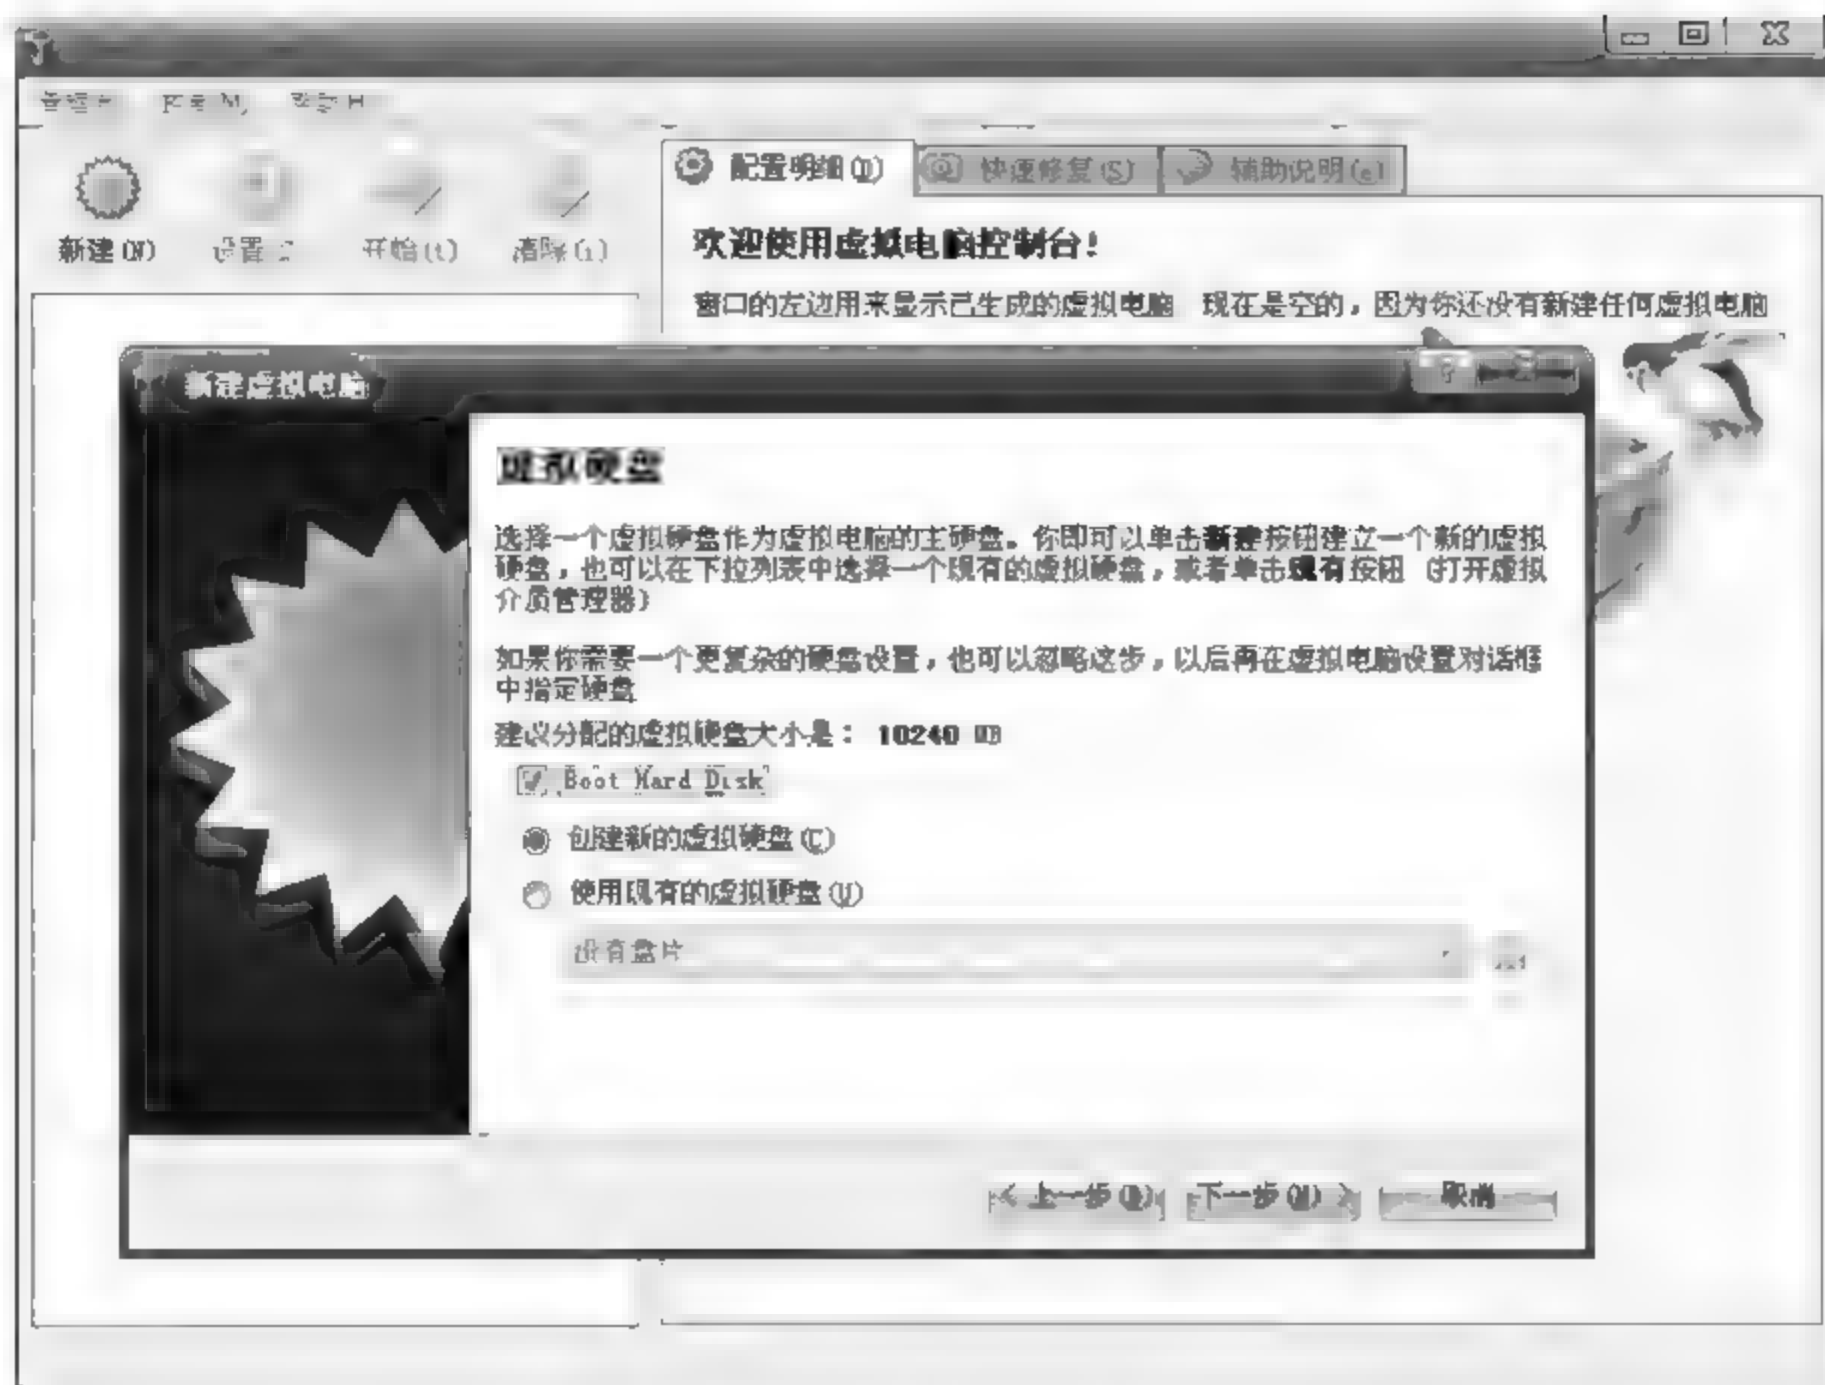 新建(N) 设置 开始(t) 清除(i)
配置明细(D) 快速修复(S) 辅助说明(e)
欢迎使用虚拟电脑控制台!
窗口的左边用来显示已生成的虚拟电脑 现在是空的,因为你还没有新建任何虚拟电脑
新建虚拟电脑
虚拟硬盘
选择一个虚拟硬盘作为虚拟电脑的主硬盘。你即可以单击新建按钮建立一个新的虚拟
硬盘,也可以在下拉列表中选择一个现有的虚拟硬盘,或者单击现有按钮 (打开虚拟
介质管理器)
如果你需要一个更复杂的硬盘设置,也可以忽略这步,以后再在虚拟电脑设置对话框
中指定硬盘
建议分配的虚拟硬盘大小是: 10240 MB
Boot Hard Disk
创建新的虚拟硬盘(C)
使用现有的虚拟硬盘(U)
没有盘片
< 上一步(B) 下一步(N) > 取消